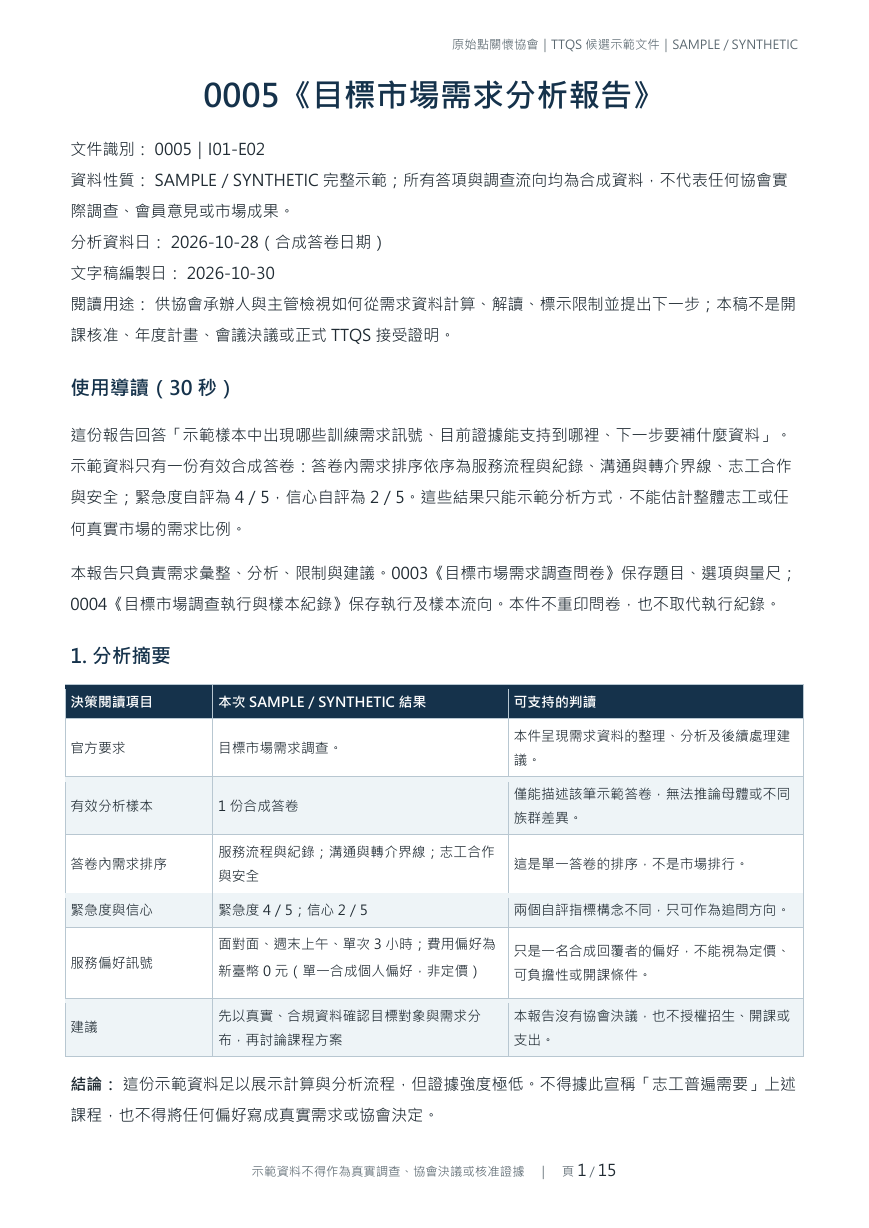 原始點關懷協會 | TTQS 候選示範文件 | SAMPLE / SYNTHETIC
0005《目標市場需求分析報告》
文件識別： 0005 | I01-E02
資料性質： SAMPLE / SYNTHETIC 完整示範；所有答項與調查流向均為合成資料，不代表任何協會實
際調查、會員意見或市場成果。
分析資料日： 2026-10-28（合成答卷日期）
文字稿編製日： 2026-10-30
閱讀用途： 供協會承辦人與主管檢視如何從需求資料計算、解讀、標示限制並提出下一步；本稿不是開
課核准、年度計畫、會議決議或正式 TTQS 接受證明。
使用導讀（30 秒）
這份報告回答「示範樣本中出現哪些訓練需求訊號、目前證據能支持到哪裡、下一步要補什麼資料」。
示範資料只有一份有效合成答卷：答卷內需求排序依序為服務流程與紀錄、溝通與轉介界線、志工合作
與安全；緊急度自評為 4 / 5，信心自評為 2 / 5。這些結果只能示範分析方式，不能估計整體志工或任
何真實市場的需求比例。
本報告只負責需求彙整、分析、限制與建議。0003《目標市場需求調查問卷》保存題目、選項與量尺；
0004《目標市場調查執行與樣本紀錄》保存執行及樣本流向。本件不重印問卷，也不取代執行紀錄。
1. 分析摘要
決策閱讀項目
本次 SAMPLE / SYNTHETIC 結果
可支持的判讀
官方要求
目標市場需求調查。
本件呈現需求資料的整理、分析及後續處理建
議。
有效分析樣本
1 份合成答卷
僅能描述該筆示範答卷，無法推論母體或不同
族群差異。
答卷內需求排序
服務流程與紀錄；溝通與轉介界線；志工合作
與安全
這是單一答卷的排序，不是市場排行。
緊急度與信心
緊急度 4 / 5；信心 2 / 5
兩個自評指標構念不同，只可作為追問方向。
服務偏好訊號
面對面、週末上午、單次 3 小時；費用偏好為
新臺幣 0 元（單一合成個人偏好，非定價）
只是一名合成回覆者的偏好，不能視為定價、
可負擔性或開課條件。
建議
先以真實、合規資料確認目標對象與需求分
布，再討論課程方案
本報告沒有協會決議，也不授權招生、開課或
支出。
結論： 這份示範資料足以展示計算與分析流程，但證據強度極低。不得據此宣稱「志工普遍需要」上述
課程，也不得將任何偏好寫成真實需求或協會決定。
示範資料不得作為真實調查、協會決議或核准證據 | 頁 1 / 15